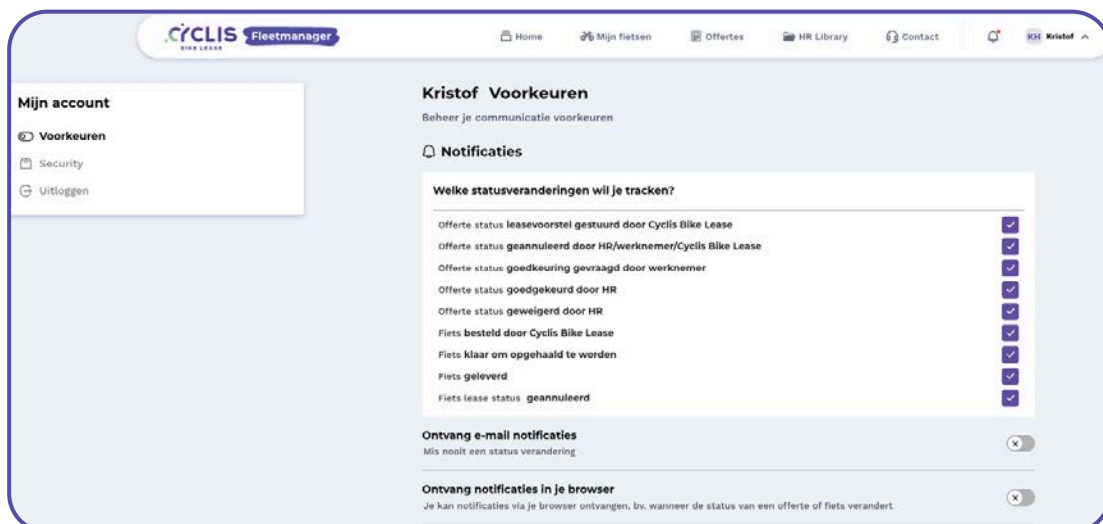 CYCLIS Fleetmanager
BIKE LEASE
Home
Mijn fietsen
Offertes
HR Library
Contact
KH Kristof
Mijn account
Voorkeuren
Security
Uitloggen
Kristof Voorkeuren
Beheer je communicatie voorkeuren
Notificaties
Welke statusveranderingen wil je tracken?
Offerte status leasevoorstel gestuurd door Cyclis Bike Lease
Offerte status geannuleerd door HR/werknemer/Cyclis Bike Lease
Offerte status goedkeuring gevraagd door werknemer
Offerte status goedgekeurd door HR
Offerte status geweigerd door HR
Fiets besteld door Cyclis Bike Lease
Fiets klaar om opgehaald te worden
Fiets geleverd
Fiets lease status geannuleerd
Ontvang e-mail notificaties
Mis nooit een status verandering
Ontvang notificaties in je browser
Je kan notificaties via je browser ontvangen, bv. wanneer de status van een offerte of fiets verandert